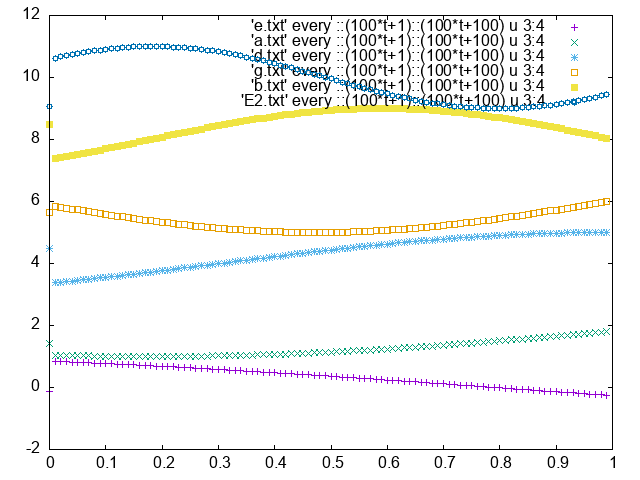 12
10
8
6
4
2
0
-2
'e.txt' every ::(100*t+1)::(100*t+100) u 3:4
'a.txt' every ::(100*t+1)::(100*t+100) u 3:4
'd.txt' every ::(100*t+1)::(100*t+100) u 3:4
'g.txt' every ::(100*t+1)::(100*t+100) u 3:4
'b.txt' every ::(100*t+1)::(100*t+100) u 3:4
'E2.txt' every ::(100*t+1)::(100*t+100) u 3:4
0 0.1 0.2 0.3 0.4 0.5 0.6 0.7 0.8 0.9 1